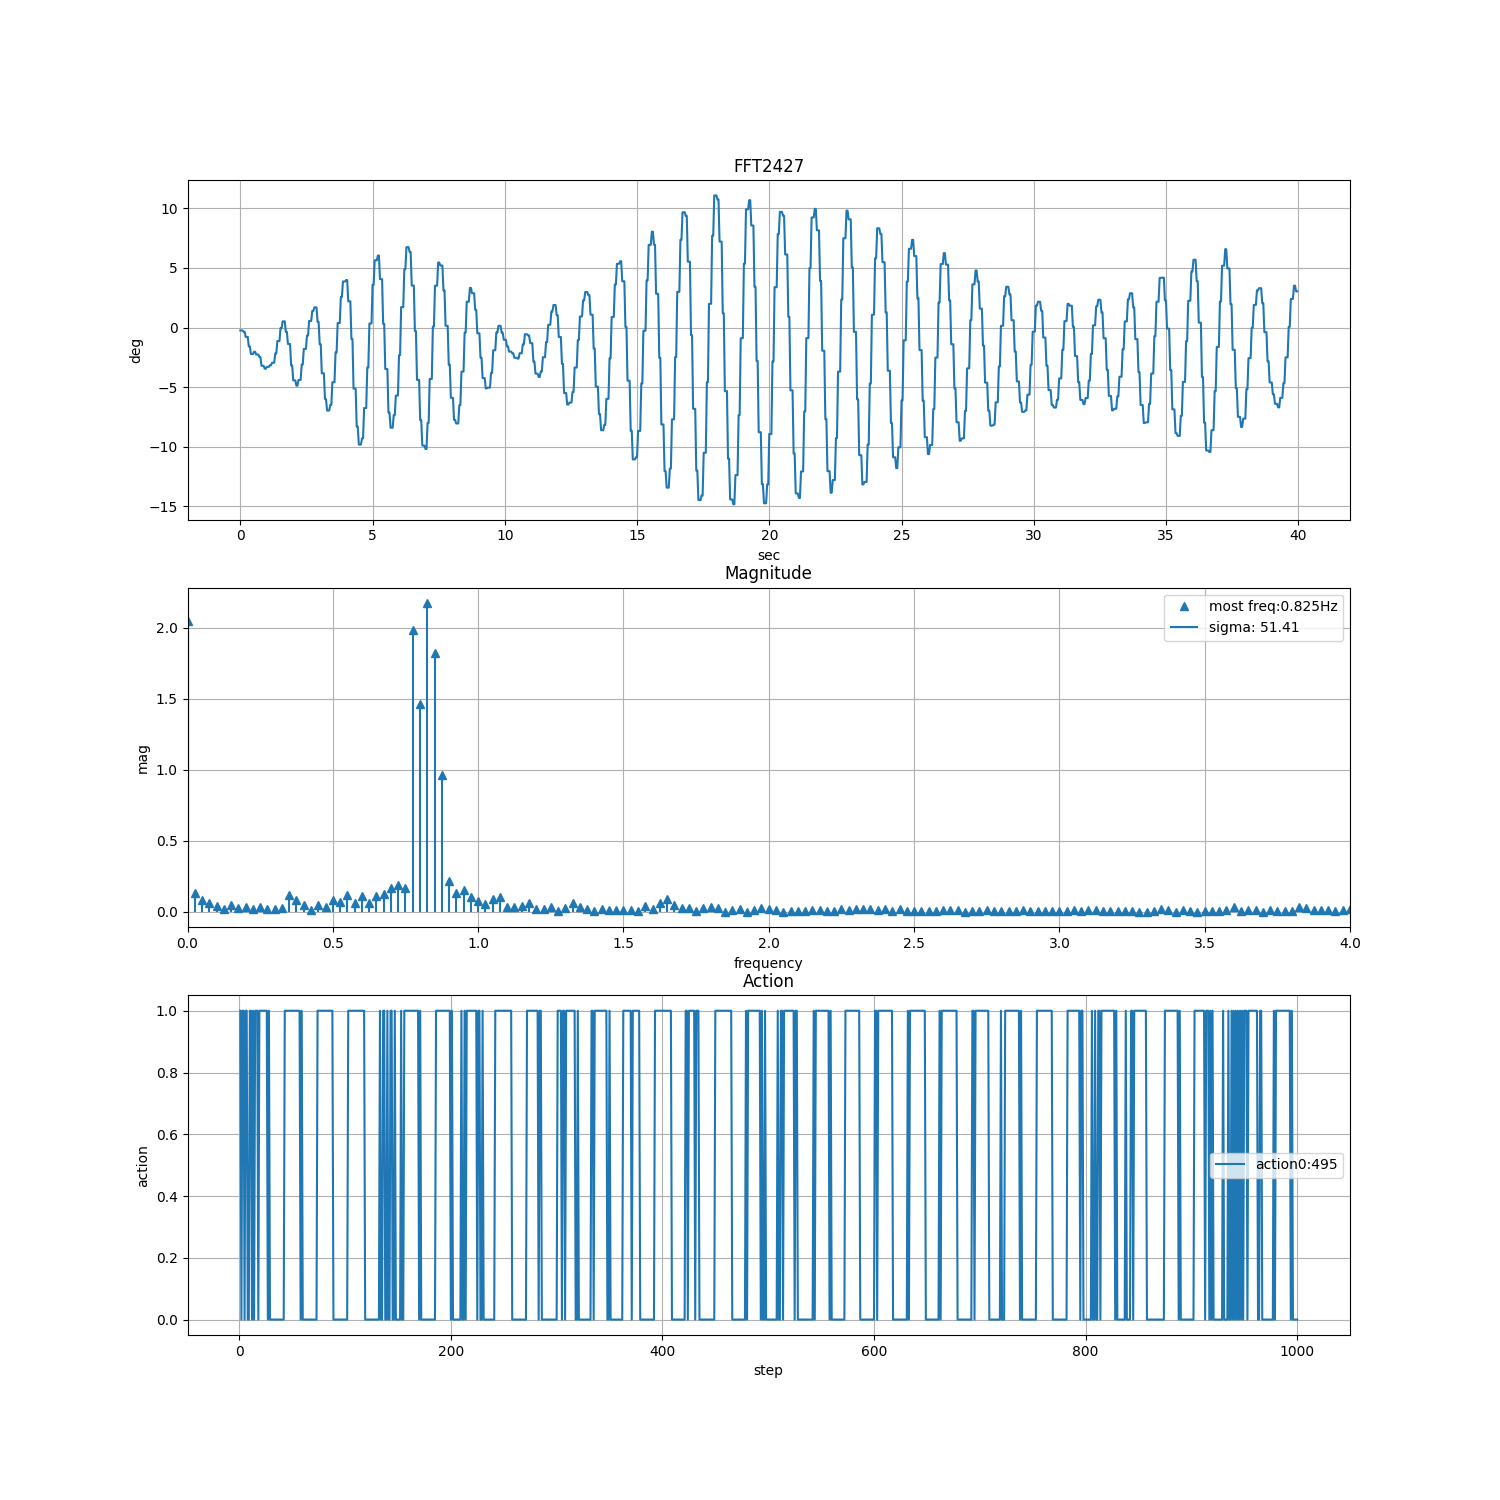 FFT2427
10
5
0
−5
−10
−15
deg
0 5 10 15 20 25 30 35 40
sec
Magnitude
most freq:0.825Hz
sigma: 51.41
2.0
1.5
1.0
0.5
0.0
mag
0.0 0.5 1.0 1.5 2.0 2.5 3.0 3.5 4.0
frequency
Action
1.0
0.8
0.6
0.4
0.2
0.0
action
action0:495
0 200 400 600 800 1000
step